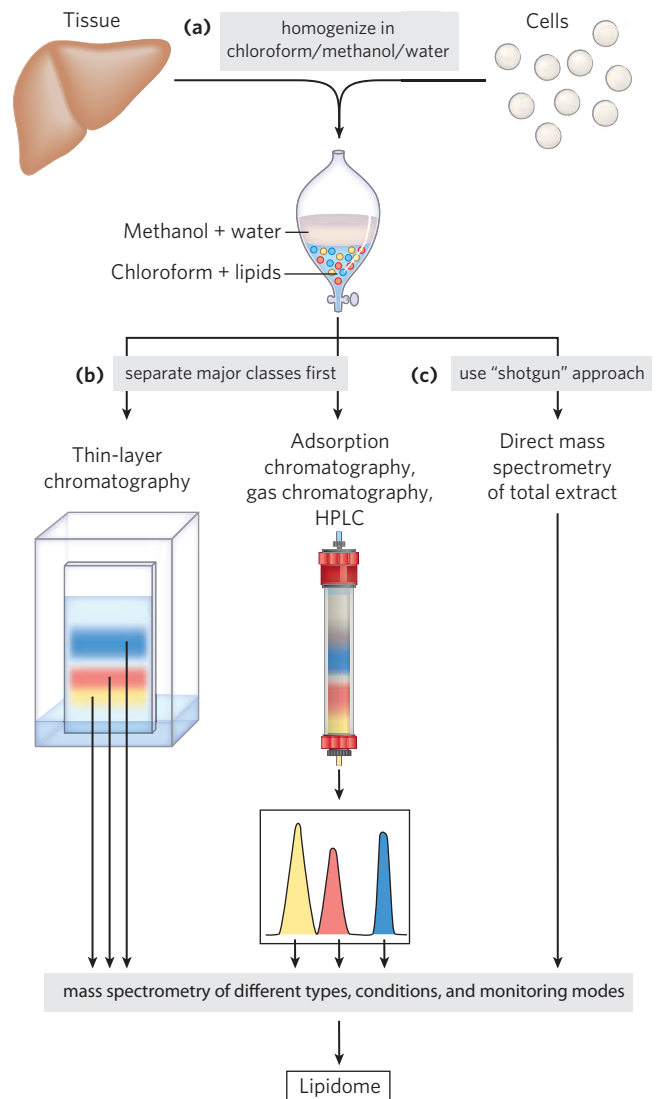 Tissue
(a)
homogenize in
chloroform/methanol/water
Cells
Methanol + water
Chloroform + lipids
(b)
separate major classes first
(c)
use “shotgun” approach
Thin-layer
chromatography
Adsorption
chromatography,
gas chromatography,
HPLC
Direct mass
spectrometry
of total extract
mass spectrometry of different types, conditions, and monitoring modes
Lipidome